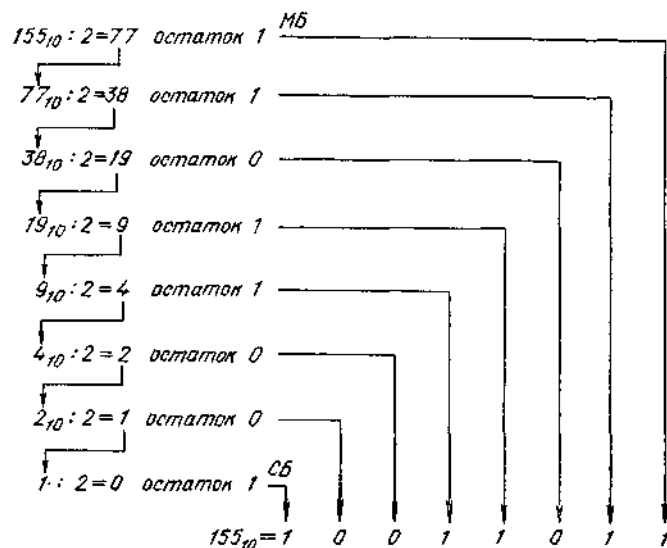 155₁₀ : 2 = 77 остаток 1 МБ
77₁₀ : 2 = 38 остаток 1
38₁₀ : 2 = 19 остаток 0
19₁₀ : 2 = 9 остаток 1
9₁₀ : 2 = 4 остаток 1
4₁₀ : 2 = 2 остаток 0
2₁₀ : 2 = 1 остаток 0
1 : 2 = 0 остаток 1 СБ
155₁₀ = 1 0 0 1 1 0 1 1